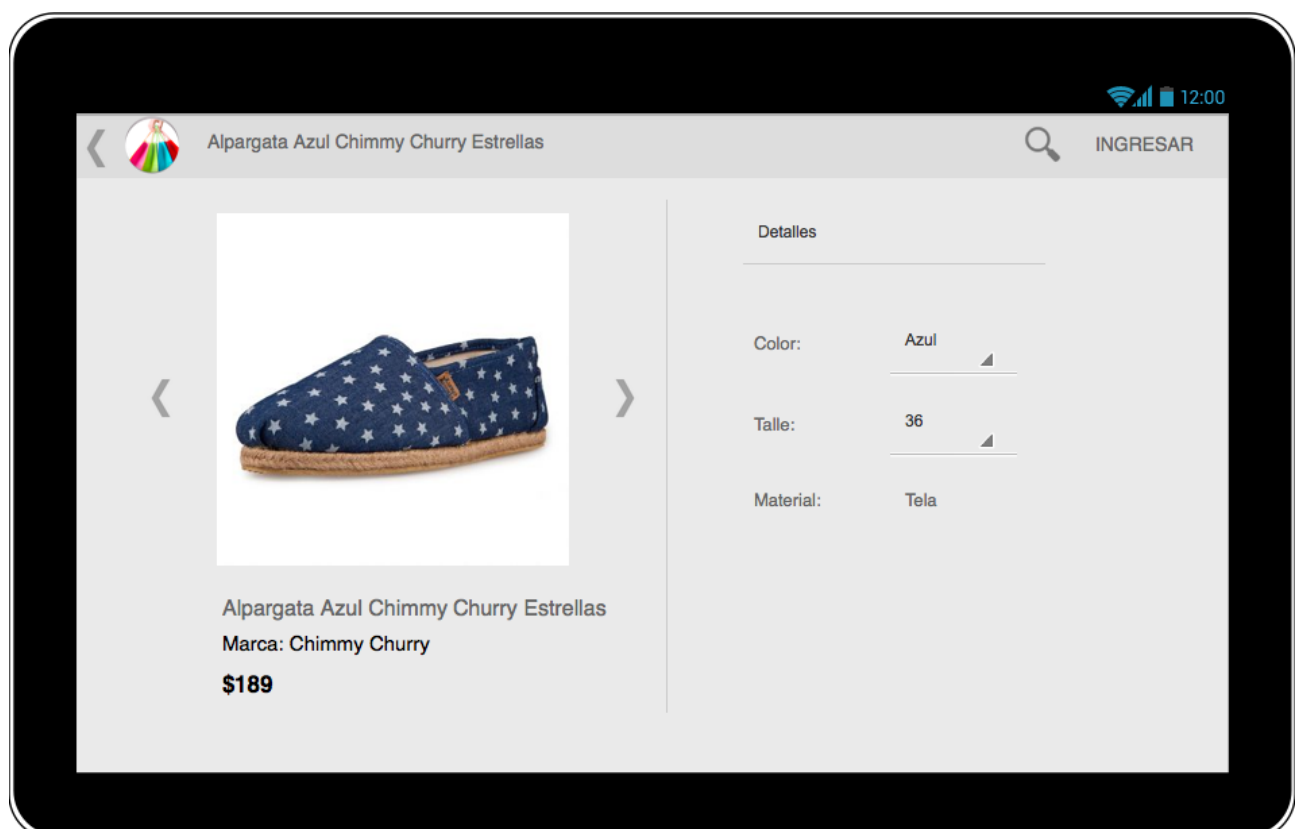 12:00
Alpargata Azul Chimmy Churry Estrellas
INGRESAR
Alpargata Azul Chimmy Churry Estrellas
Marca: Chimmy Churry
$189
Detalles
Color: Azul
Talle: 36
Material: Tela